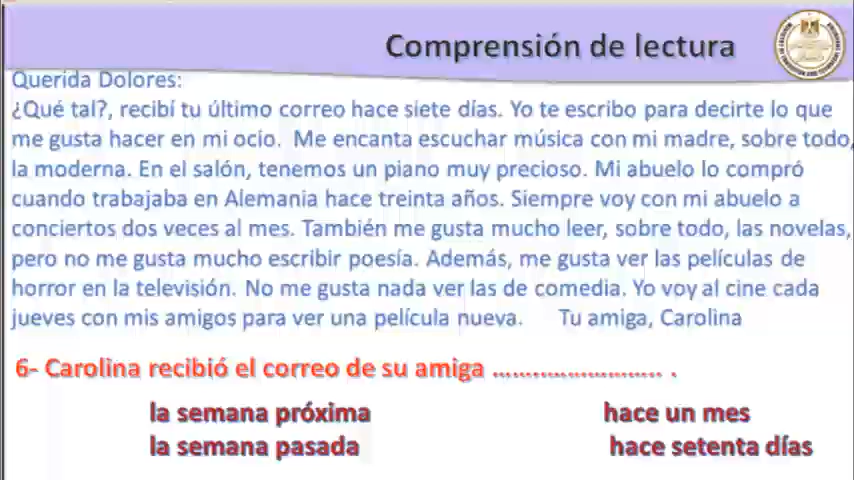 Comprensión de lectura
Querida Dolores:
¿Qué tal?, recibí tu último correo hace siete días. Yo te escribo para decirte lo que
me gusta hacer en mi ocio. Me encanta escuchar música con mi madre, sobre todo,
la moderna. En el salón, tenemos un piano muy precioso. Mi abuelo lo compró
cuando trabajaba en Alemania hace treinta años. Siempre voy con mi abuelo a
conciertos dos veces al mes. También me gusta mucho leer, sobre todo, las novelas,
pero no me gusta mucho escribir poesía. Además, me gusta ver las películas de
horror en la televisión. No me gusta nada ver las de comedia. Yo voy al cine cada
jueves con mis amigos para ver una película nueva. Tu amiga, Carolina
6- Carolina recibió el correo de su amiga ........................ .
la semana próxima hace un mes
la semana pasada hace setenta días